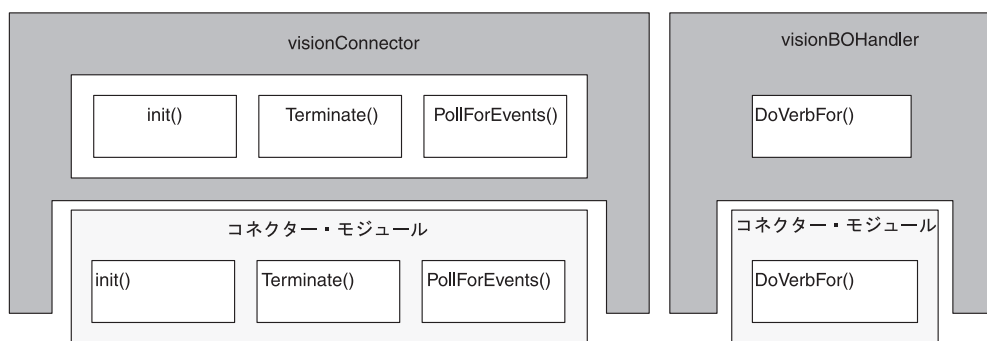 visionConnector
init()
Terminate()
PollForEvents()
コネクター・モジュール
init()
Terminate()
PollForEvents()
visionBOHandler
DoVerbFor()
コネクター・モジュール
DoVerbFor()